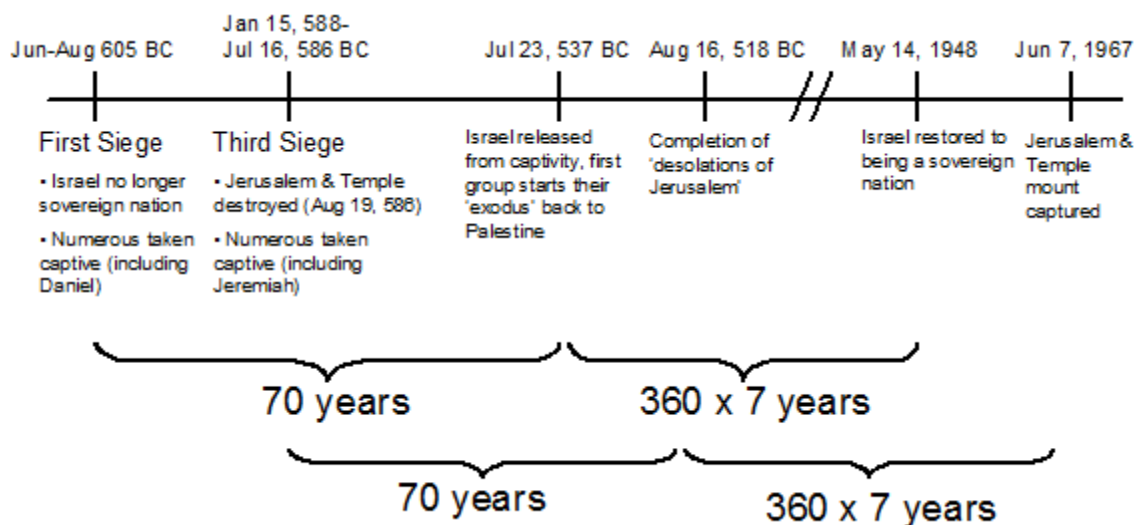 Jun-Aug 605 BC
Jan 15, 588-
Jul 16, 586 BC
Jul 23, 537 BC
Aug 16, 518 BC
May 14, 1948
Jun 7, 1967
First Siege
▪ Israel no longer
sovereign nation
▪ Numerous taken
captive (including
Daniel)
Third Siege
▪ Jerusalem & Temple
destroyed (Aug 19, 586)
▪ Numerous taken
captive (including
Jeremiah)
Israel released
from captivity, first
group starts their
'exodus' back to
Palestine
Completion of
'desolations of
Jerusalem'
Israel restored to
being a sovereign
nation
Jerusalem &
Temple
mount
captured
70 years
360 x 7 years
70 years
360 x 7 years